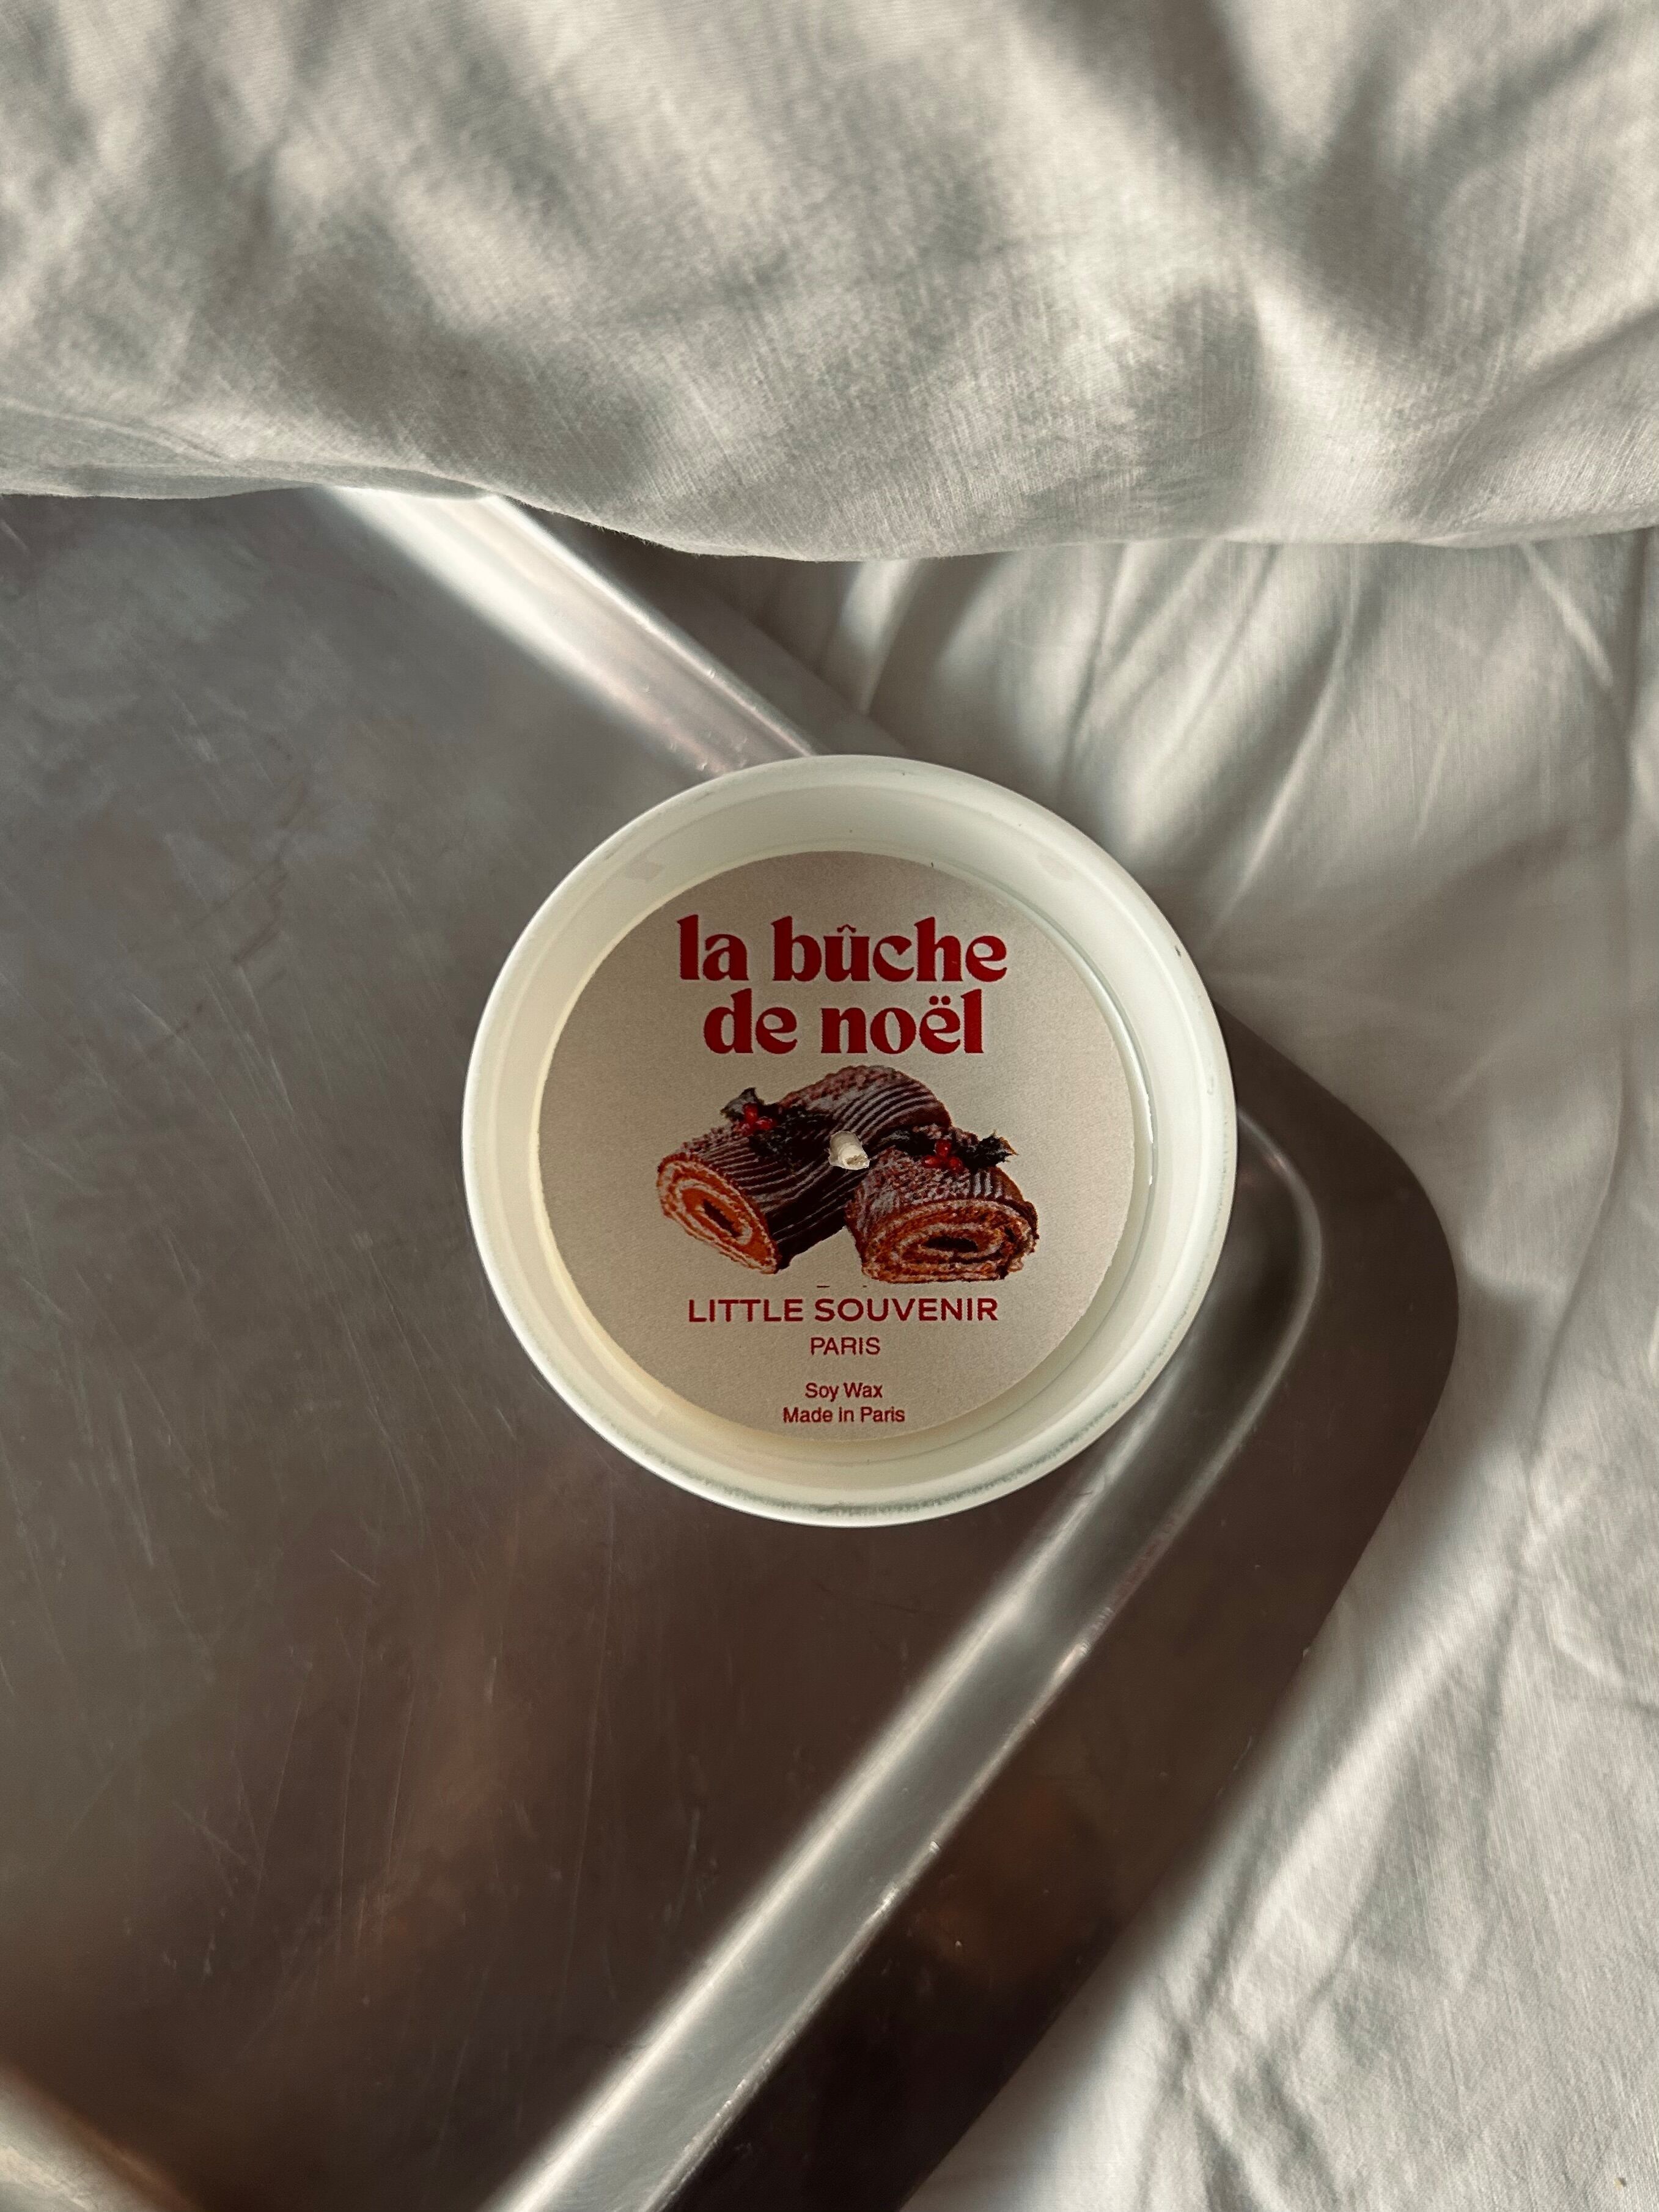 la bûche
de noël
LITTLE SOUVENIR
PARIS
Soy Wax
Made in Paris